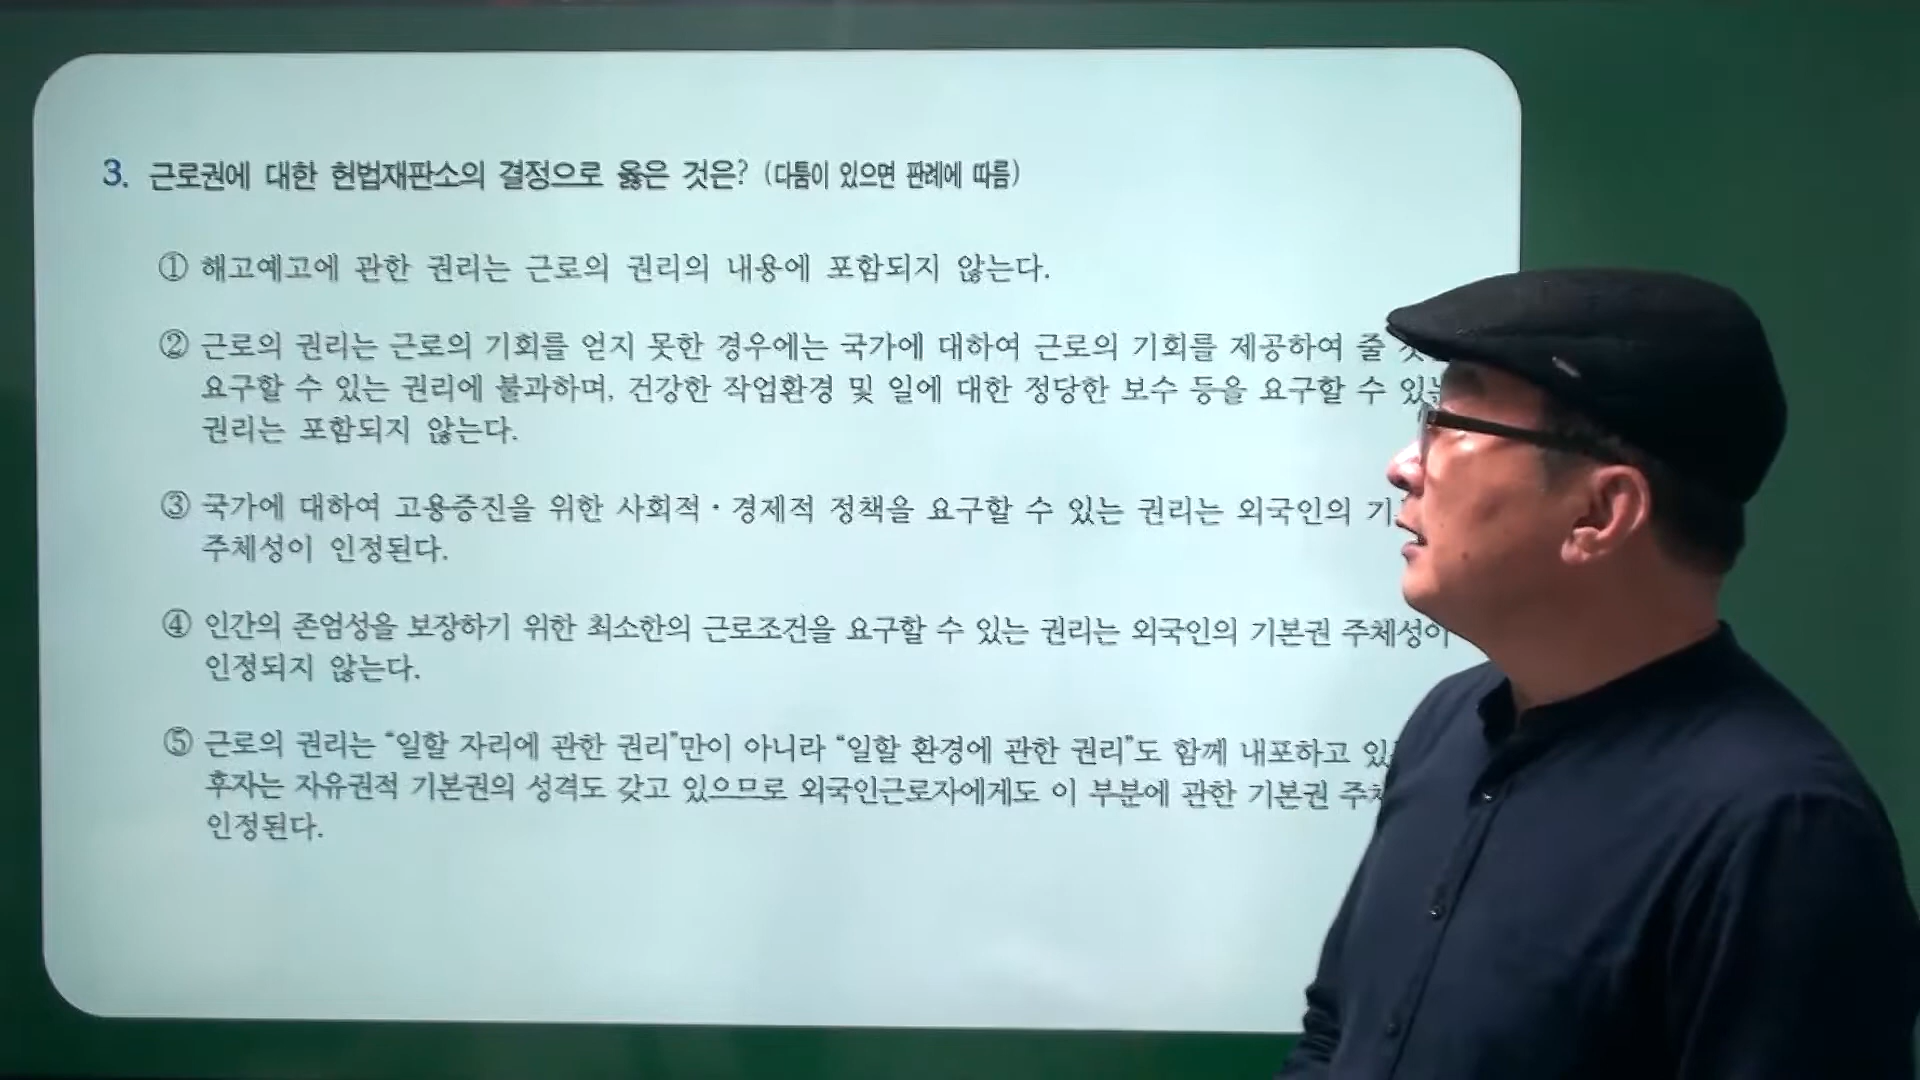 3. 근로권에 대한 헌법재판소의 결정으로 옳은 것은? (다툼이 있으면 판례에 따름)
① 해고예고에 관한 권리는 근로의 권리의 내용에 포함되지 않는다.
② 근로의 권리는 근로의 기회를 얻지 못한 경우에는 국가에 대하여 근로의 기회를 제공하여 줄
요구할 수 있는 권리에 불과하며, 건강한 작업환경 및 일에 대한 정당한 보수 등을 요구할 수
권리는 포함되지 않는다.
③ 국가에 대하여 고용증진을 위한 사회적·경제적 정책을 요구할 수 있는 권리는 외국인의
주체성이 인정된다.
④ 인간의 존엄성을 보장하기 위한 최소한의 근로조건을 요구할 수 있는 권리는 외국인의 기본권 주체성이
인정되지 않는다.
⑤ 근로의 권리는 “일할 자리에 관한 권리”만이 아니라 “일할 환경에 관한 권리”도 함께 내포하고
후자는 자유권적 기본권의 성격도 갖고 있으므로 외국인근로자에게도 이 부분에 관한 기본권
인정된다.